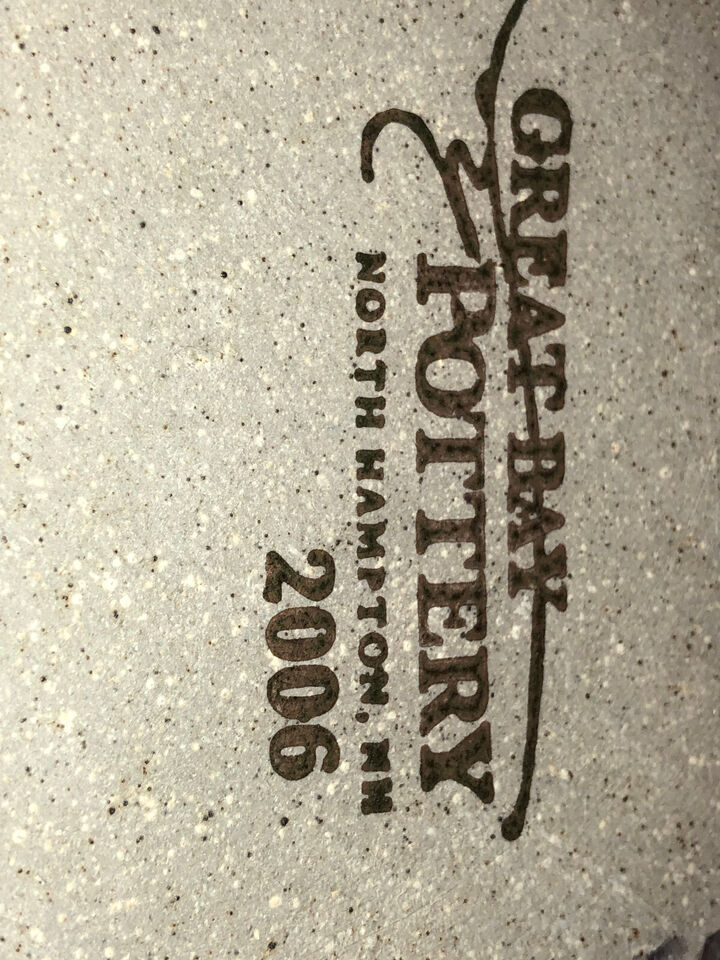 GREAT BAY
POTTERY
NORTH HAMPTON, NH
2006